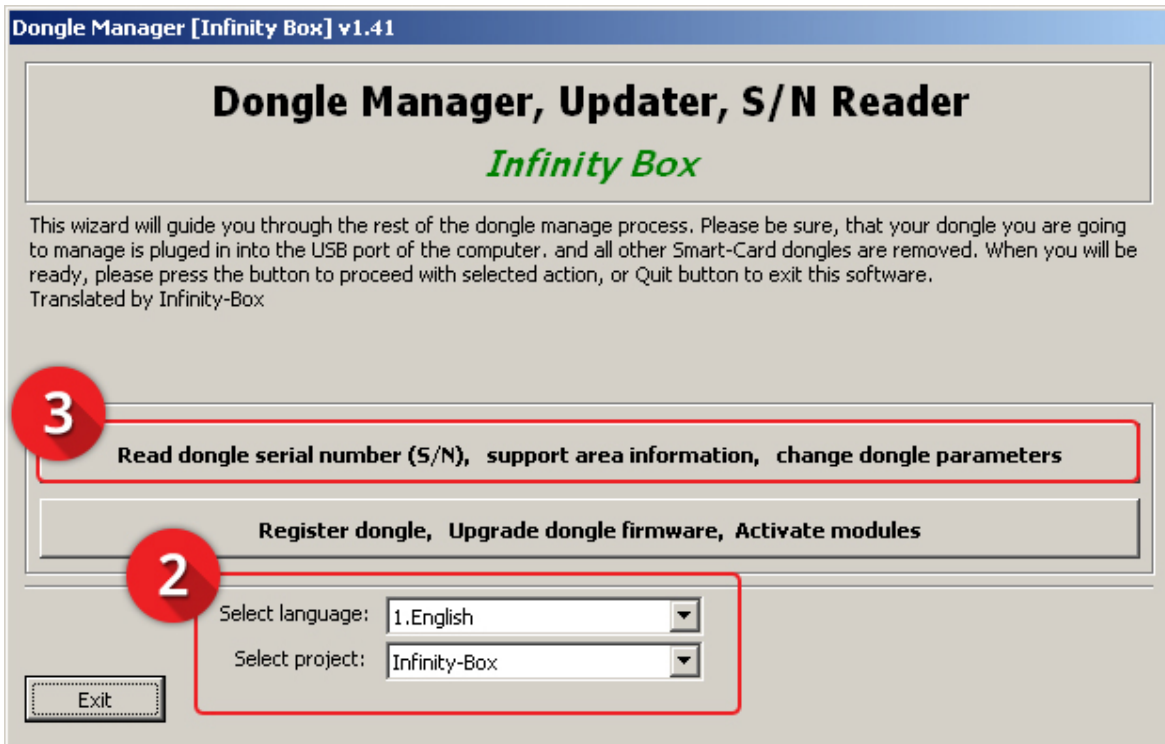 Dongle Manager [Infinity Box] v1.41
Dongle Manager, Updater, S/N Reader
Infinity Box
This wizard will guide you through the rest of the dongle manage process. Please be sure, that your dongle you are going
to manage is pluged in into the USB port of the computer. and all other Smart-Card dongles are removed. When you will be
ready, please press the button to proceed with selected action, or Quit button to exit this software.
Translated by Infinity-Box
3
Read dongle serial number (S/N), support area information, change dongle parameters
Register dongle, Upgrade dongle firmware, Activate modules
2
Select language: 1.English
Select project: Infinity-Box
Exit